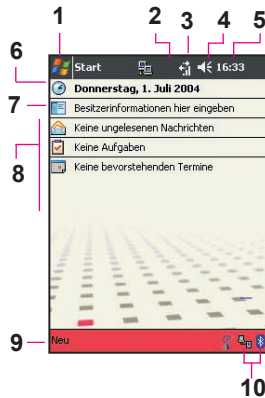 1 2 3 4 5
6 Start 16:33
Donnerstag, 1. Juli 2004
7 Besitzerinformationen hier eingeben
Keine ungelesenen Nachrichten
8 Keine Aufgaben
Keine bevorstehenden Termine
9 Neu
10